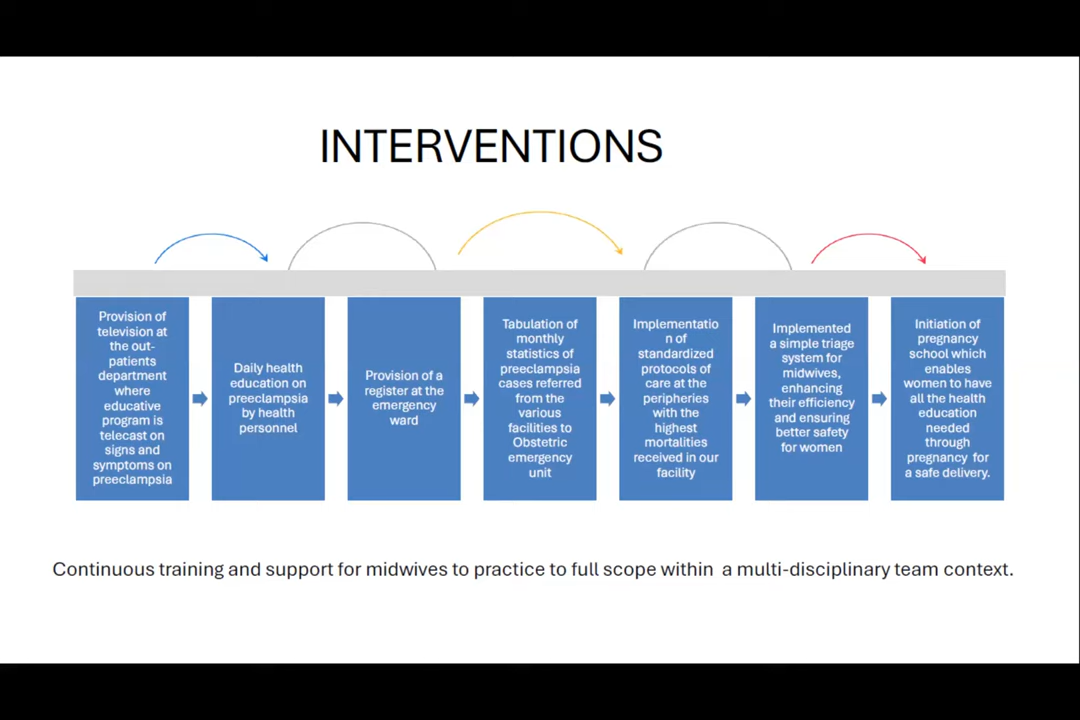 INTERVENTIONS
Provision of
television at
the out-
patients
department
where
educative
program is
telecast on
signs and
symptoms on
preeclampsia
Daily health
education on
preeclampsia
by health
personnel
Provision of a
register at the
emergency
ward
Tabulation of
monthly
statistics of
preeclampsia
cases referred
from the
various
facilities to
Obstetric
emergency
unit
Implementatio
n of
standardized
protocols of
care at the
peripheries
with the
highest
mortalities
received in our
facility
Implemented
a simple triage
system for
midwives,
enhancing
their efficiency
and ensuring
better safety
for women
Initiation of
pregnancy
school which
enables
women to have
all the health
education
needed
through
pregnancy for
a safe delivery.
Continuous training and support for midwives to practice to full scope within a multi-disciplinary team context.